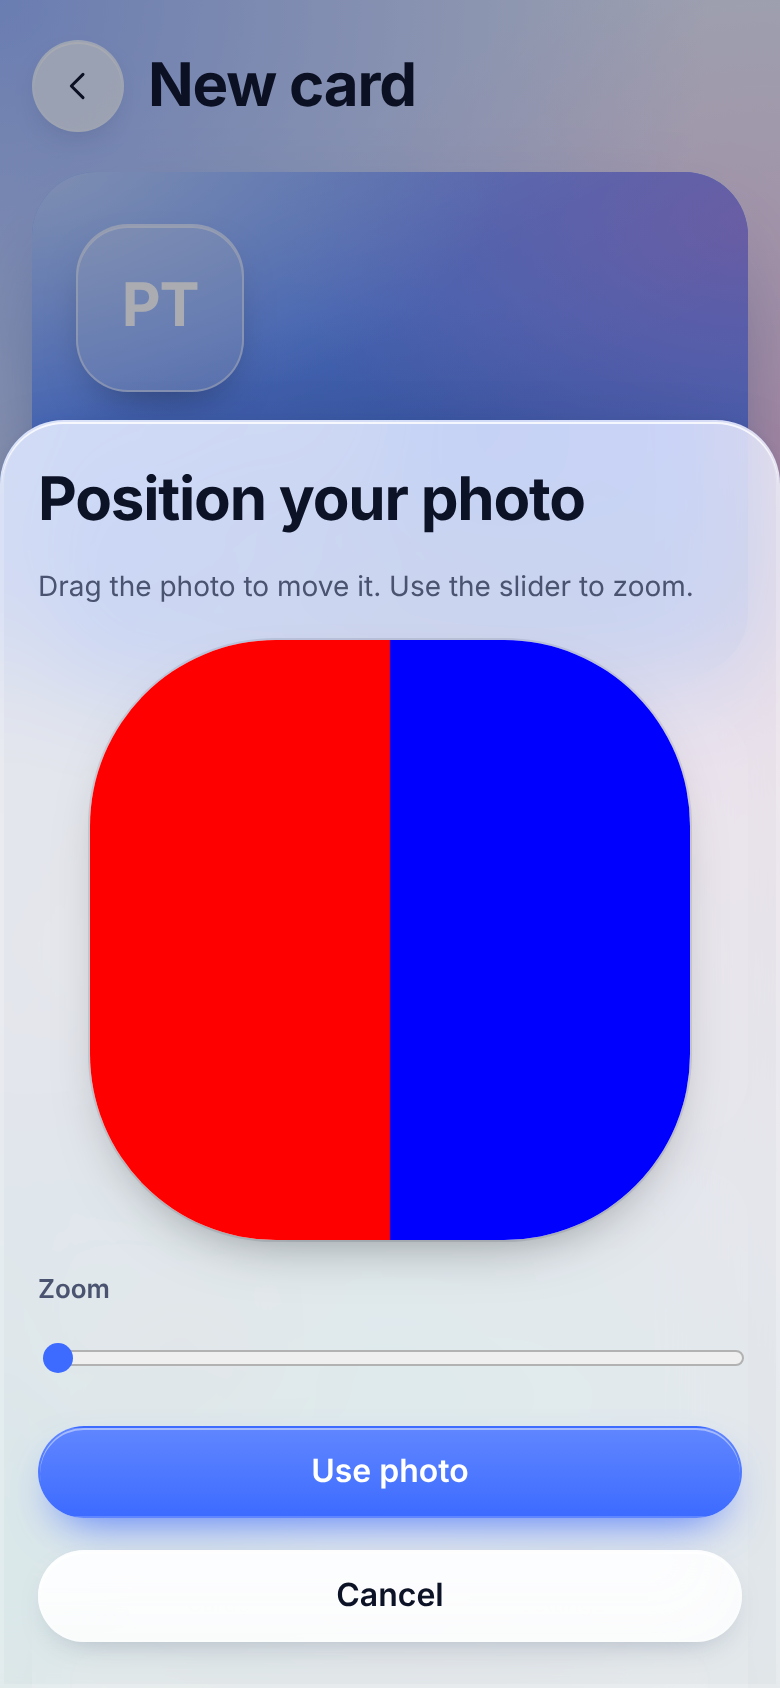 New card
PT
Position your photo
Drag the photo to move it. Use the slider to zoom.
Zoom
Use photo
Cancel